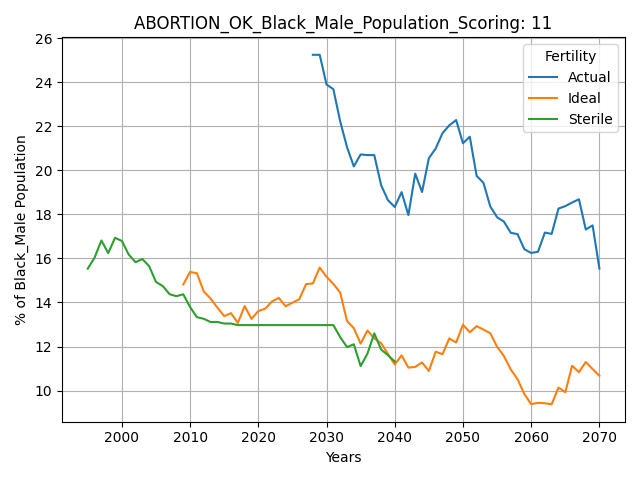 ABORTION_OK_Black_Male_Population_Scoring: 11
26
24
22
20
18
16
14
12
10
% of Black_Male Population
Fertility
Actual
Ideal
Sterile
2000
2010
2020
2030
2040
2050
2060
2070
Years